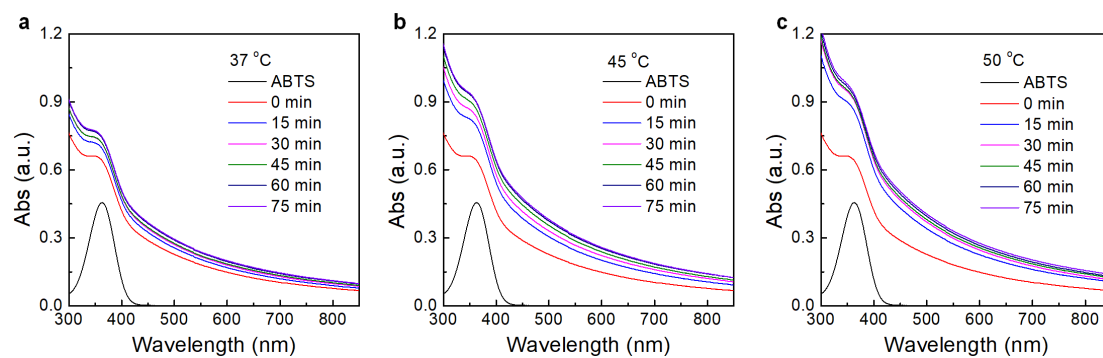 a
1.2
0.9
0.6
0.3
0.0
Abs (a.u.)
37 °C
ABTS
0 min
15 min
30 min
45 min
60 min
75 min
300 400 500 600 700 800
Wavelength (nm)
b
1.2
0.9
0.6
0.3
0.0
Abs (a.u.)
45 °C
ABTS
0 min
15 min
30 min
45 min
60 min
75 min
300 400 500 600 700 800
Wavelength (nm)
c
1.2
0.9
0.6
0.3
0.0
Abs (a.u.)
50 °C
ABTS
0 min
15 min
30 min
45 min
60 min
75 min
300 400 500 600 700 800
Wavelength (nm)